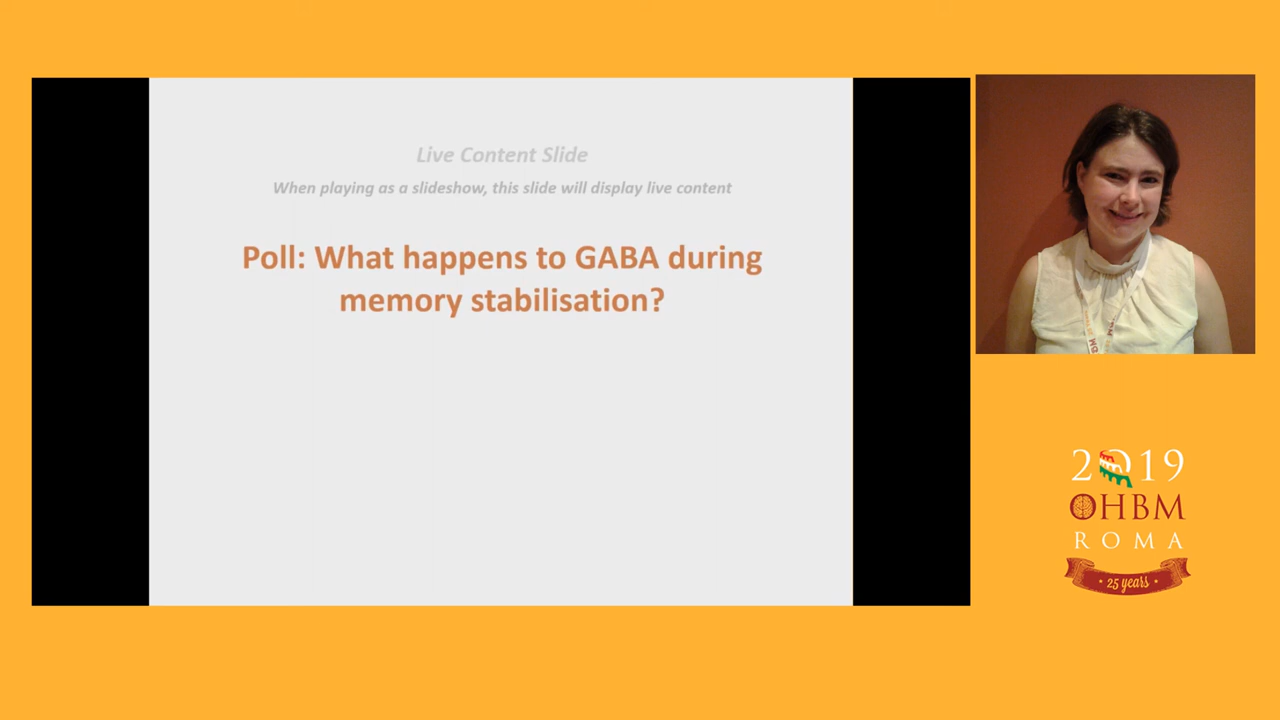 Live Content Slide
When playing as a slideshow, this slide will display live content
Poll: What happens to GABA during
memory stabilisation?
2019
OHBM
ROMA
• 25 years •